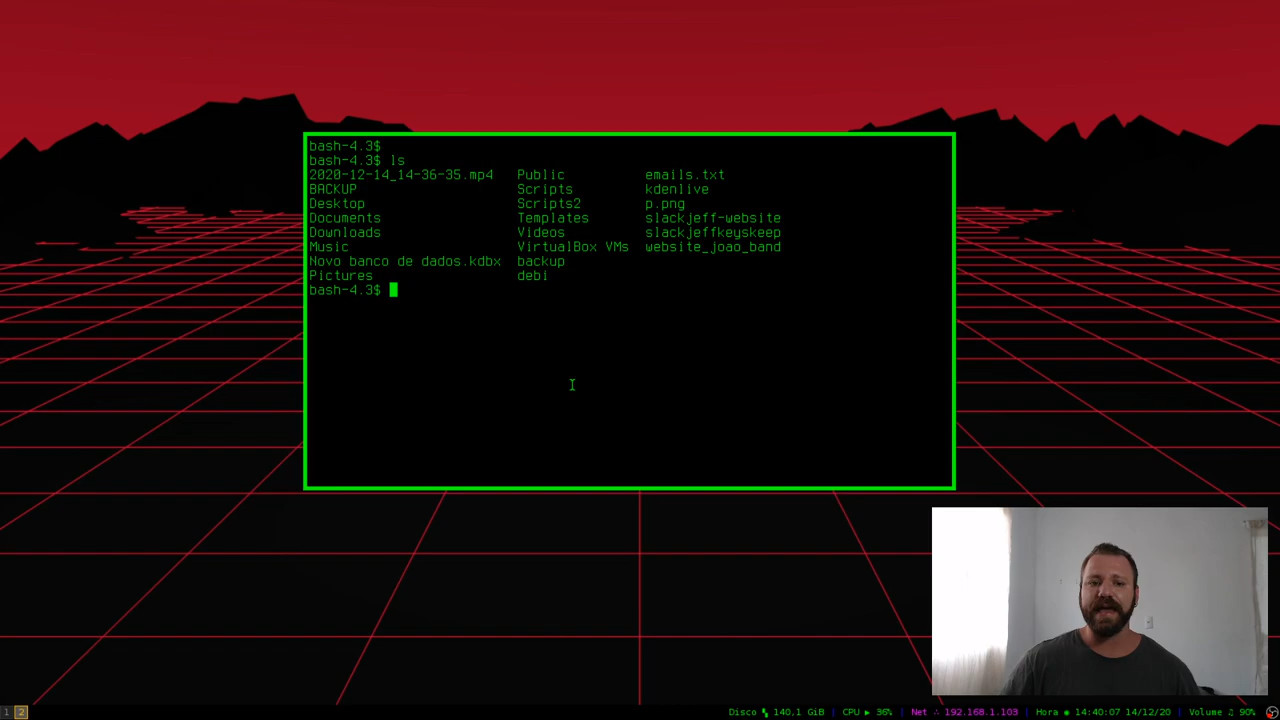 bash-4.3$
bash-4.3$ ls
2020-12-14_14-36-35.mp4 Public emails.txt
BACKUP Scripts kdenlive
Desktop Scripts2 p.png
Documents Templates slackjeff-website
Downloads Videos slackjeffkeyskeep
Music VirtualBox VMs website_joao_band
Novo banco de dados.kdbx backup
Pictures debi
bash-4.3$
1 2 Disco 140,1 GiB | CPU ▶ 36% | Net 192.168.1.103 | Hora 14:40:07 14/12/20 | Volume ♫ 90%